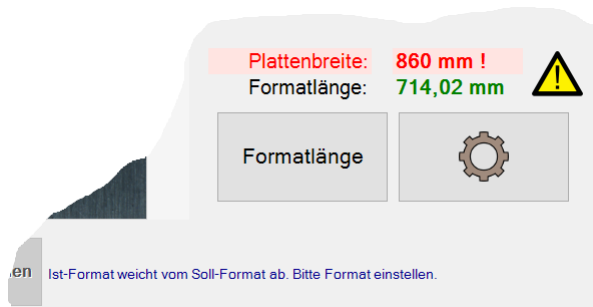 Plattenbreite: 860 mm !
Formatlänge: 714,02 mm
Formatlänge
en Ist-Format weicht vom Soll-Format ab. Bitte Format einstellen.